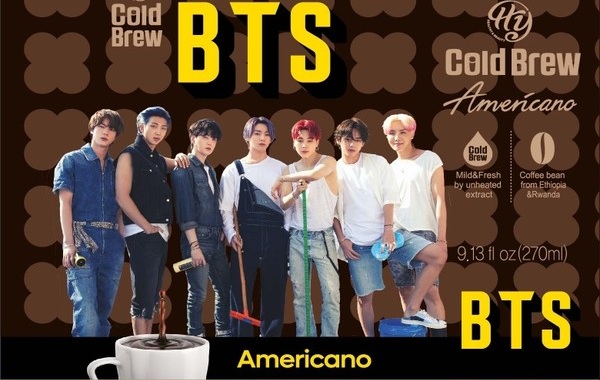 Cold
Brew
BTS
Hy
Cold Brew
Americano
Cold
Brew
Mild&Fresh
by unheated
extract
Coffee bean
from Ethiopia
&Rwanda
9.13 fl oz(270ml)
BTS
Americano